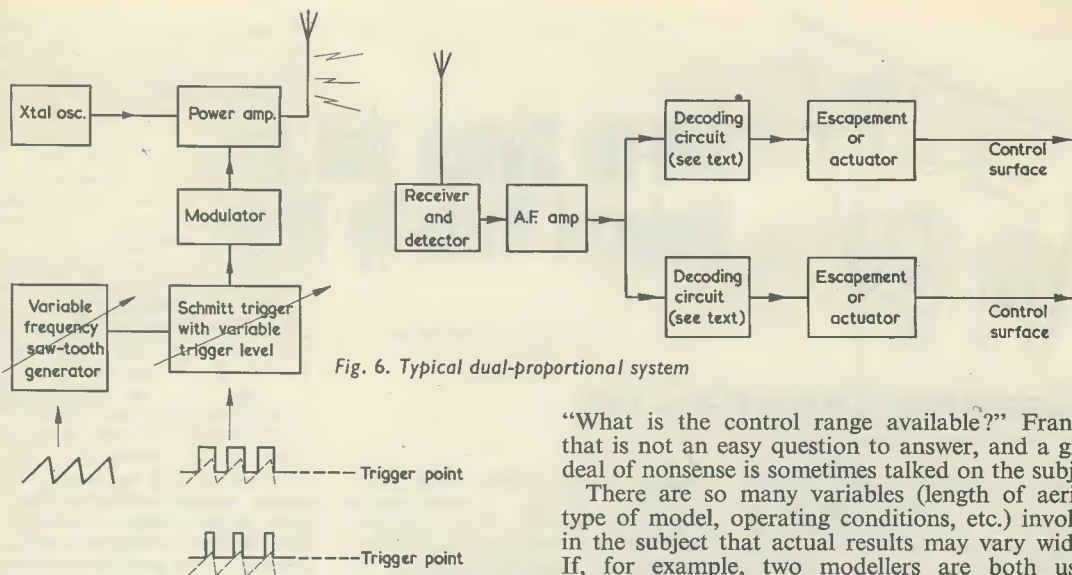 Xtal osc.
Power amp.
Modulator
Variable
frequency
saw-tooth
generator
Schmitt trigger
with variable
trigger level
Trigger point
Trigger point
Receiver
and
detector
A.F. amp
Decoding
circuit
(see text)
Escapement
or
actuator
Control
surface
Decoding
circuit
(see text)
Escapement
or
actuator
Control
surface
Fig. 6. Typical dual-proportional system
“What is the control range available?” Fran
that is not an easy question to answer, and a g
deal of nonsense is sometimes talked on the subj
There are so many variables (length of aeri
type of model, operating conditions, etc.) invol
in the subject that actual results may vary wid
If, for example, two modellers are both us